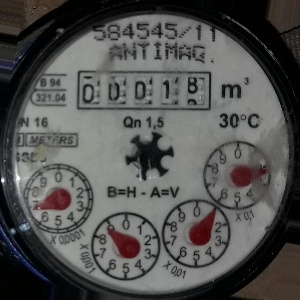 584545/11
ANTIMAG.
B 94
321.04
00018 m³
N 16 Qn 1,5 30°C
METERS
B=H - A=V
X 0,0001
X 0,001
X 0,01
X 0,1